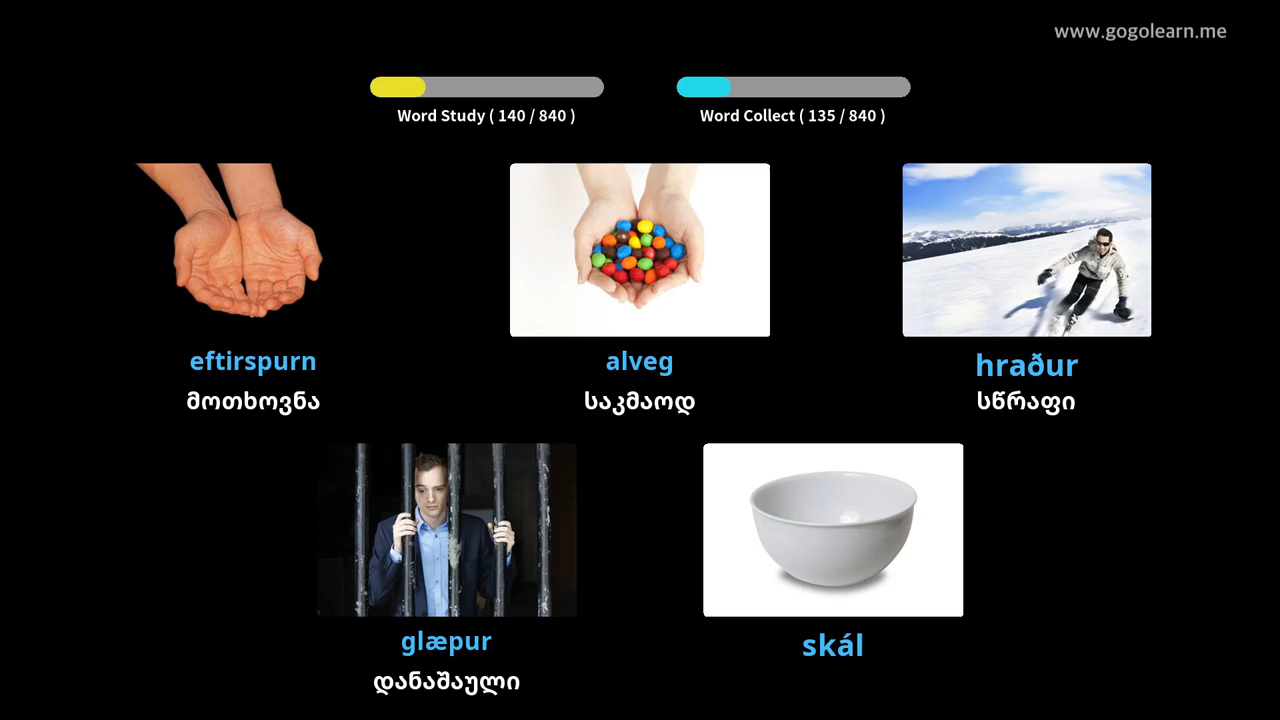 www.gogolearn.me
Word Study ( 140 / 840 )
Word Collect ( 135 / 840 )
eftirspurn
მოთხოვნა
alveg
საკმაოდ
hraður
სწრაფი
glæpur
დანაშაული
skál